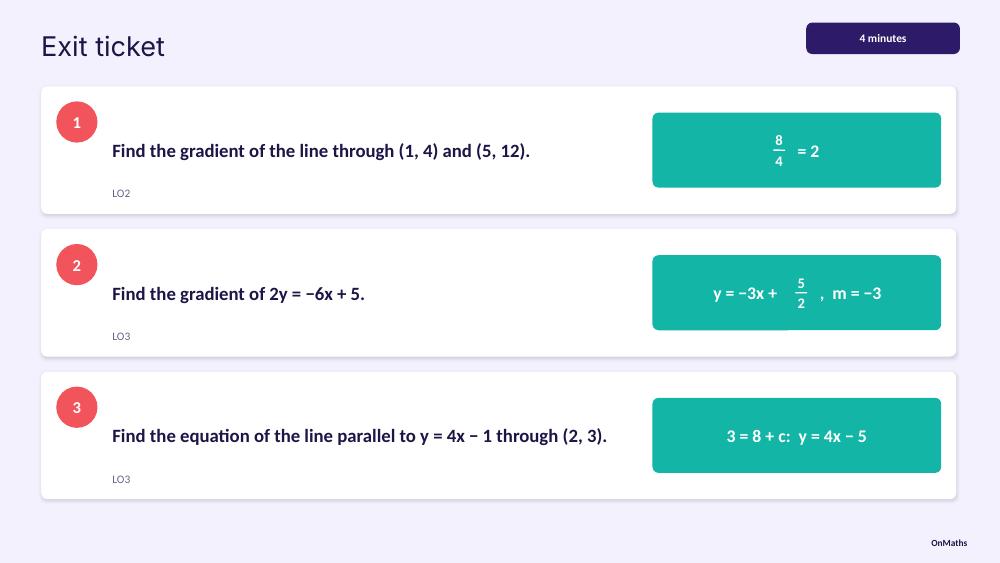 Exit ticket
4 minutes
1
Find the gradient of the line through (1, 4) and (5, 12).
8/4 = 2
LO2
2
Find the gradient of 2y = −6x + 5.
y = −3x + 5/2 , m = −3
LO3
3
Find the equation of the line parallel to y = 4x − 1 through (2, 3).
3 = 8 + c: y = 4x − 5
LO3
OnMaths